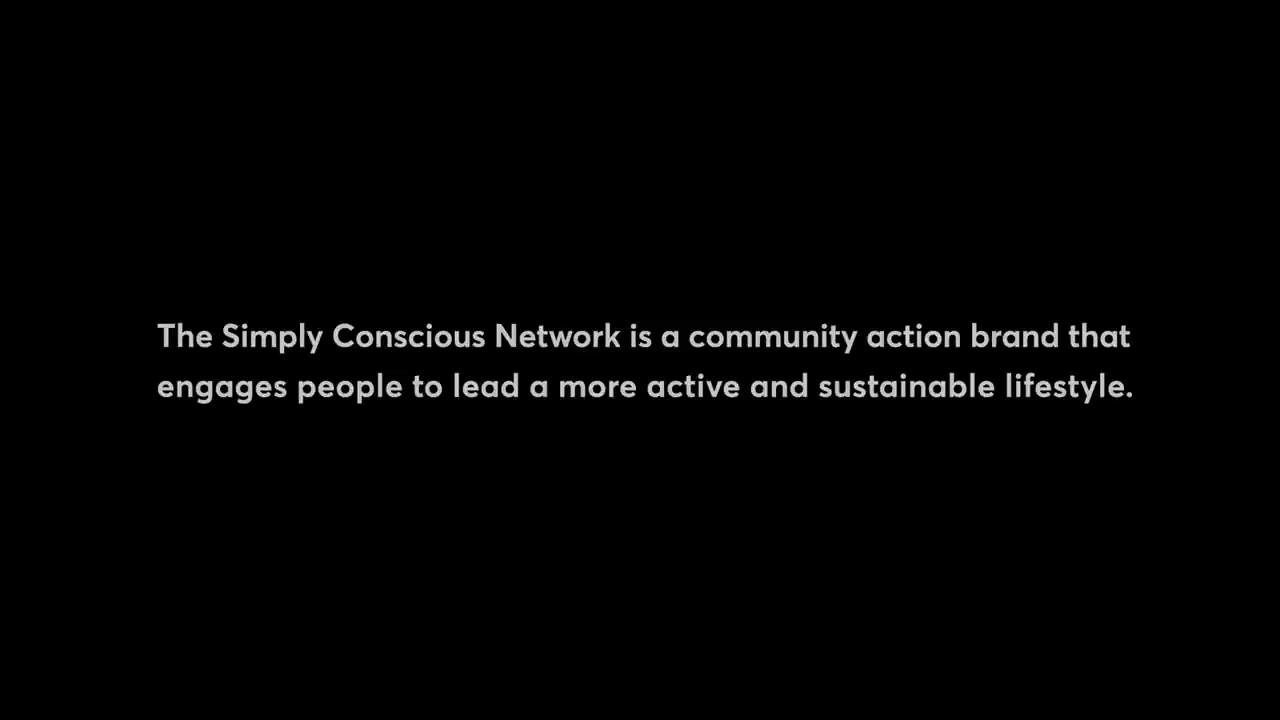 The Simply Conscious Network is a community action brand that
engages people to lead a more active and sustainable lifestyle.